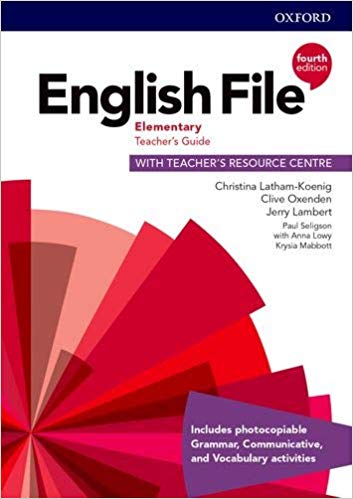 OXFORD
fourth
edition
English File
Elementary
Teacher's Guide
WITH TEACHER'S RESOURCE CENTRE
Christina Latham-Koenig
Clive Oxenden
Jerry Lambert
Paul Seligson
with Anna Lowy
Krysia Mabbott
Includes photocopiable
Grammar, Communicative,
and Vocabulary activities